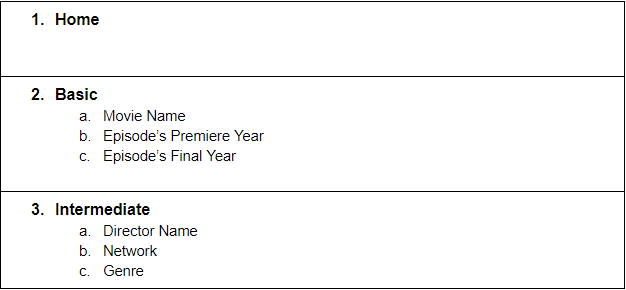 1. Home
2. Basic
a. Movie Name
b. Episode’s Premiere Year
c. Episode’s Final Year
3. Intermediate
a. Director Name
b. Network
c. Genre